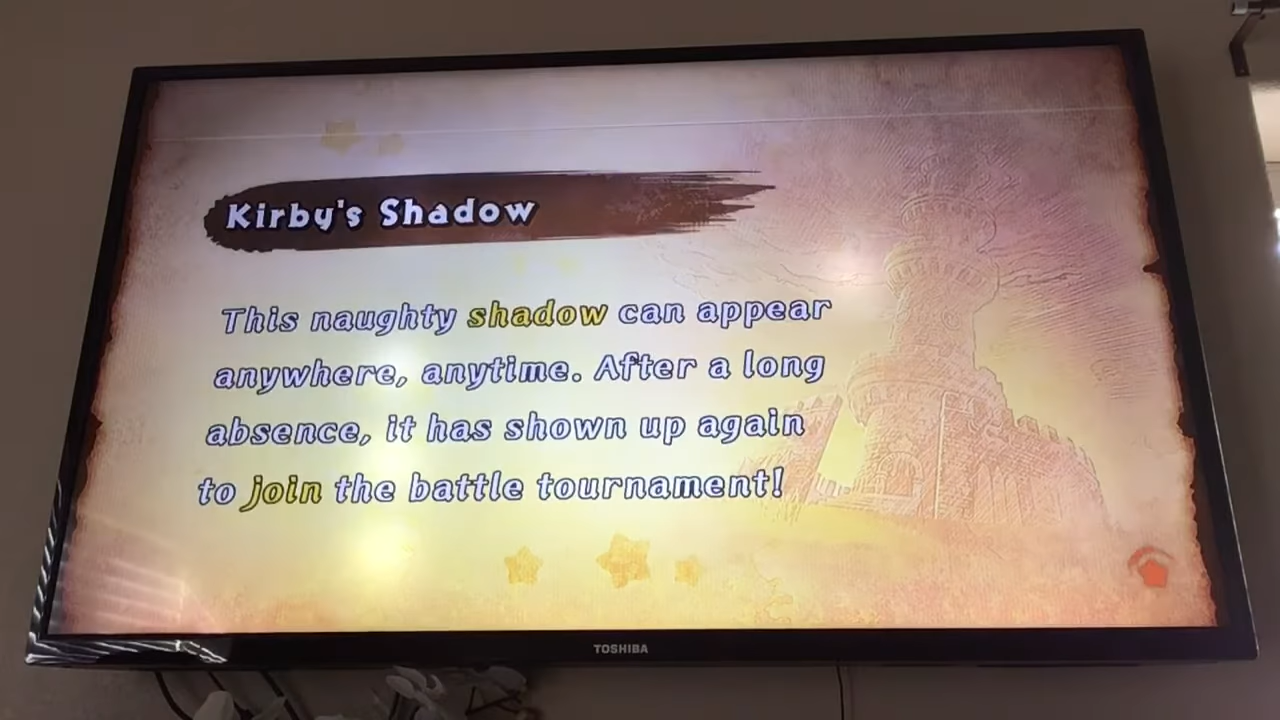 Kirby's Shadow
This naughty shadow can appear
anywhere, anytime. After a long
absence, it has shown up again
to join the battle tournament!
TOSHIBA